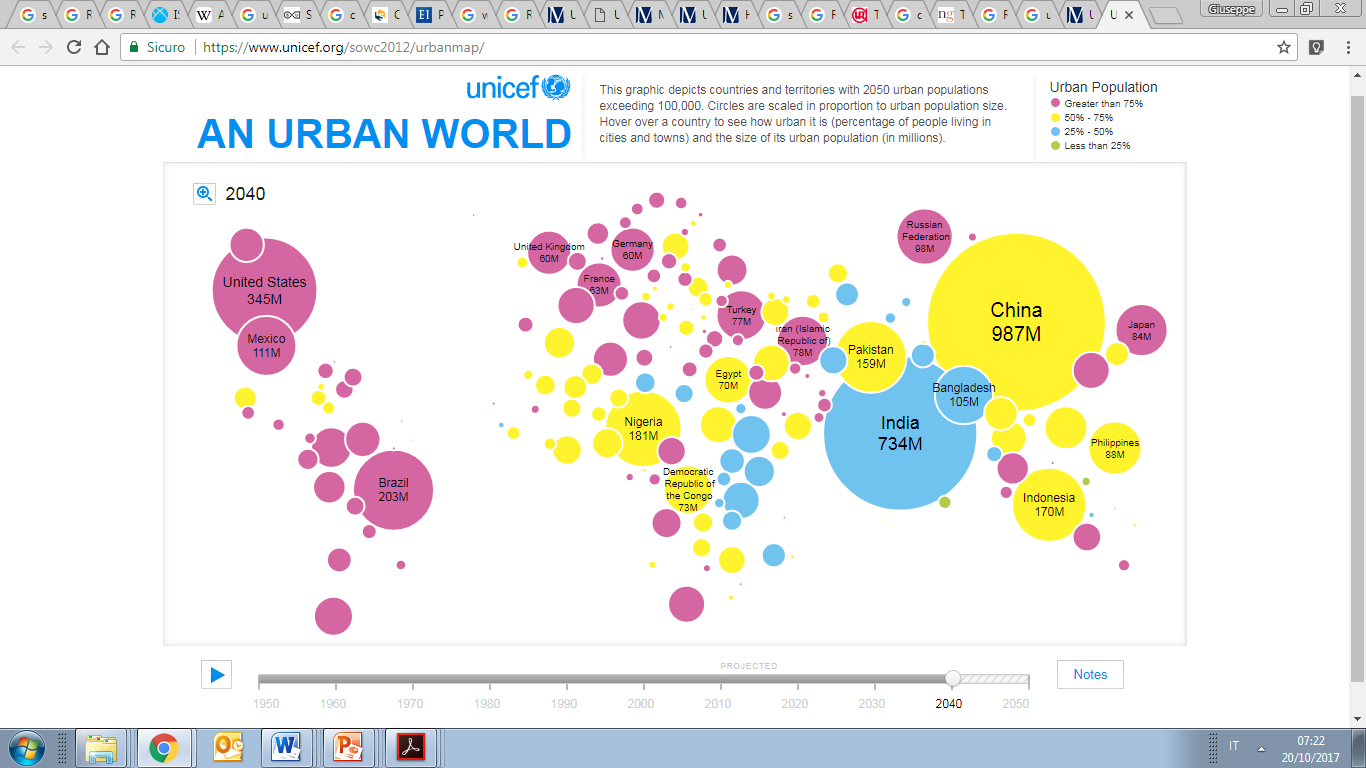 s
R
R
IS
A
u
S
c
C
P
w
R
U
U
M
U
H
s
R
T
c
T
R
u
U
U
Giuseppe
Sicuro
https://www.unicef.org/sowc2012/urbanmap/
unicef
AN URBAN WORLD
This graphic depicts countries and territories with 2050 urban populations
exceeding 100,000. Circles are scaled in proportion to urban population size.
Hover over a country to see how urban it is (percentage of people living in
cities and towns) and the size of its urban population (in millions).
Urban Population
Greater than 75%
50% - 75%
25% - 50%
Less than 25%
2040
United States
345M
Mexico
111M
Brazil
203M
United Kingdom
60M
Germany
60M
France
63M
Turkey
77M
Iran (Islamic
Republic of)
78M
Egypt
70M
Nigeria
181M
Democratic
Republic of
the Congo
73M
Russian
Federation
98M
China
987M
Japan
84M
Pakistan
159M
Bangladesh
105M
India
734M
Philippines
88M
Indonesia
170M
PROJECTED
1950
1960
1970
1980
1990
2000
2010
2020
2030
2040
2050
Notes
IT
07:22
20/10/2017